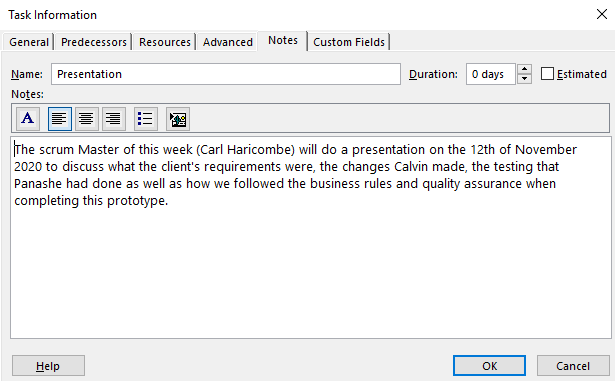 Task Information
General Predecessors Resources Advanced Notes Custom Fields
Name: Presentation Duration: 0 days Estimated
Notes:
A
The scrum Master of this week (Carl Haricombe) will do a presentation on the 12th of November
2020 to discuss what the client's requirements were, the changes Calvin made, the testing that
Panashe had done as well as how we followed the business rules and quality assurance when
completing this prototype.
Help OK Cancel